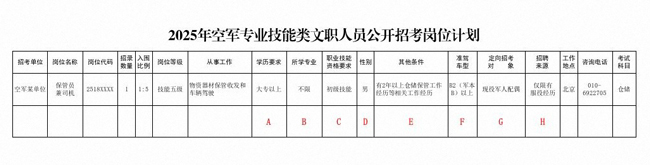 2025年空军专业技能类文职人员公开招考岗位计划
招考单位 岗位名称 岗位代码 招录数量 入围比例 岗位等级 从事工作 学历要求 所学专业 职业技能资格要求 性别 其他条件 准驾车型 定向招考对象 招聘来源 工作地点 咨询电话 考试科目
空军某单位 保管员兼司机 2518XXXX 1 1:5 技能五级 物资器材保管收发和车辆驾驶 大专以上 不限 初级技能 男 有2年以上仓储保管工作经历等相关工作经历 B2（军本B）以上 现役军人配偶 仅限有服役经历 北京 010-6922705 仓储
A B C D E F G H